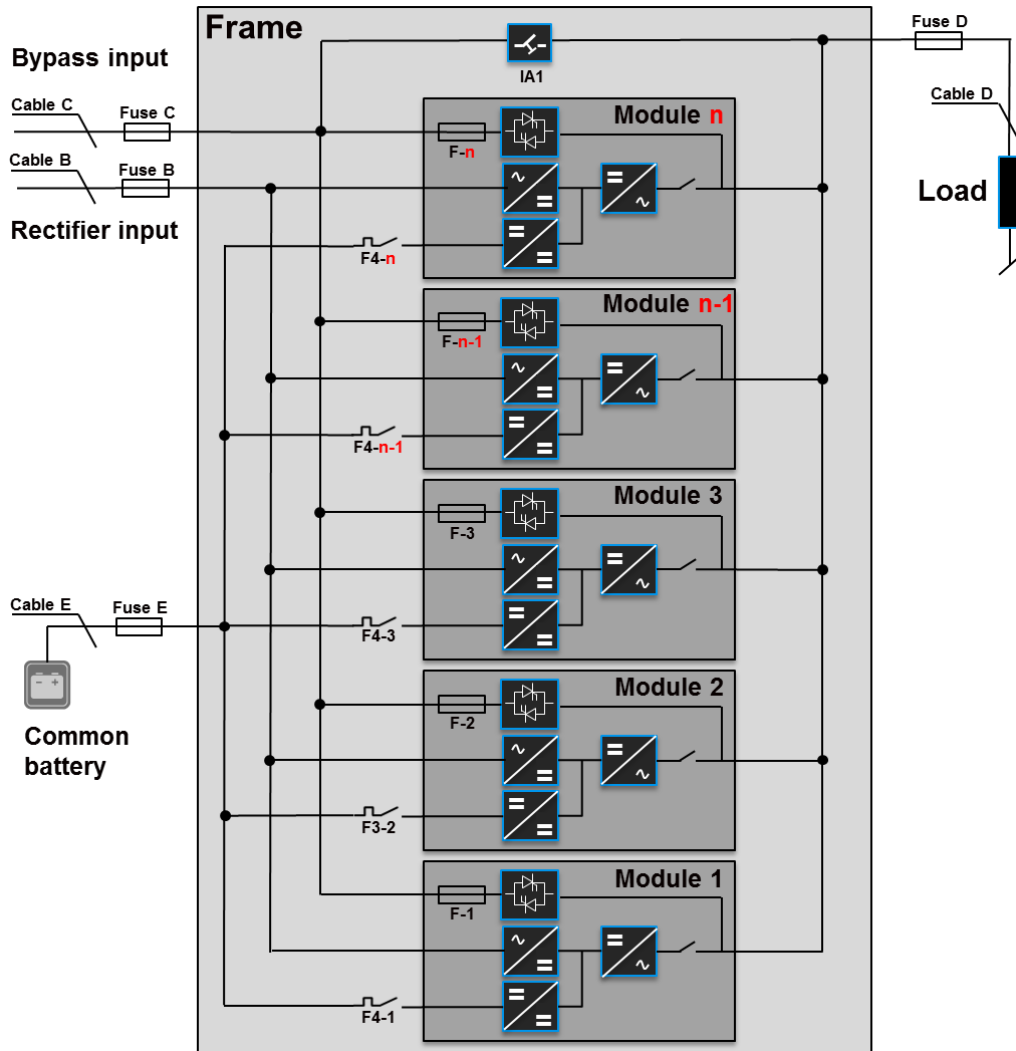 Frame
Fuse D
Bypass input
IA1
Cable C
Fuse C
Cable D
Module n
F-n
Cable B
Fuse B
Load
Rectifier input
F4-n
Module n-1
F-n-1
F4-n-1
Module 3
F-3
Cable E
Fuse E
F4-3
Module 2
F-2
Common
battery
F3-2
Module 1
F-1
F4-1